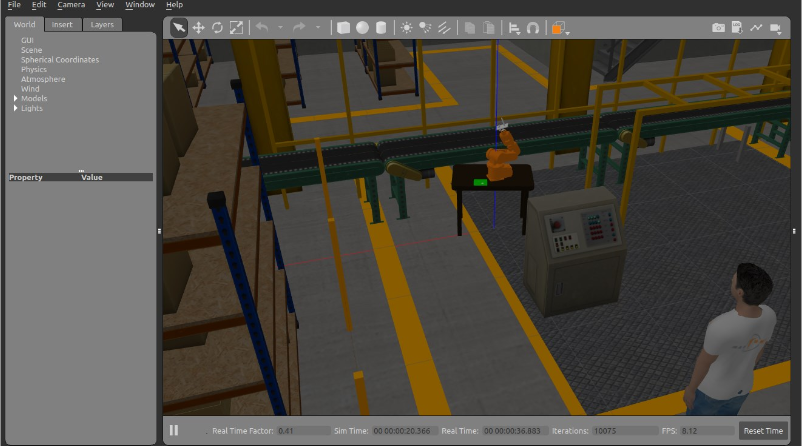 File Edit Camera View Window Help
World Insert Layers
GUI
Scene
Spherical Coordinates
Physics
Atmosphere
Wind
Models
Lights
Property Value
Real Time Factor: 0.41 Sim Time: 00 00:00:20.366 Real Time: 00 00:00:36.883 Iterations: 10075 FPS: 8.12 Reset Time